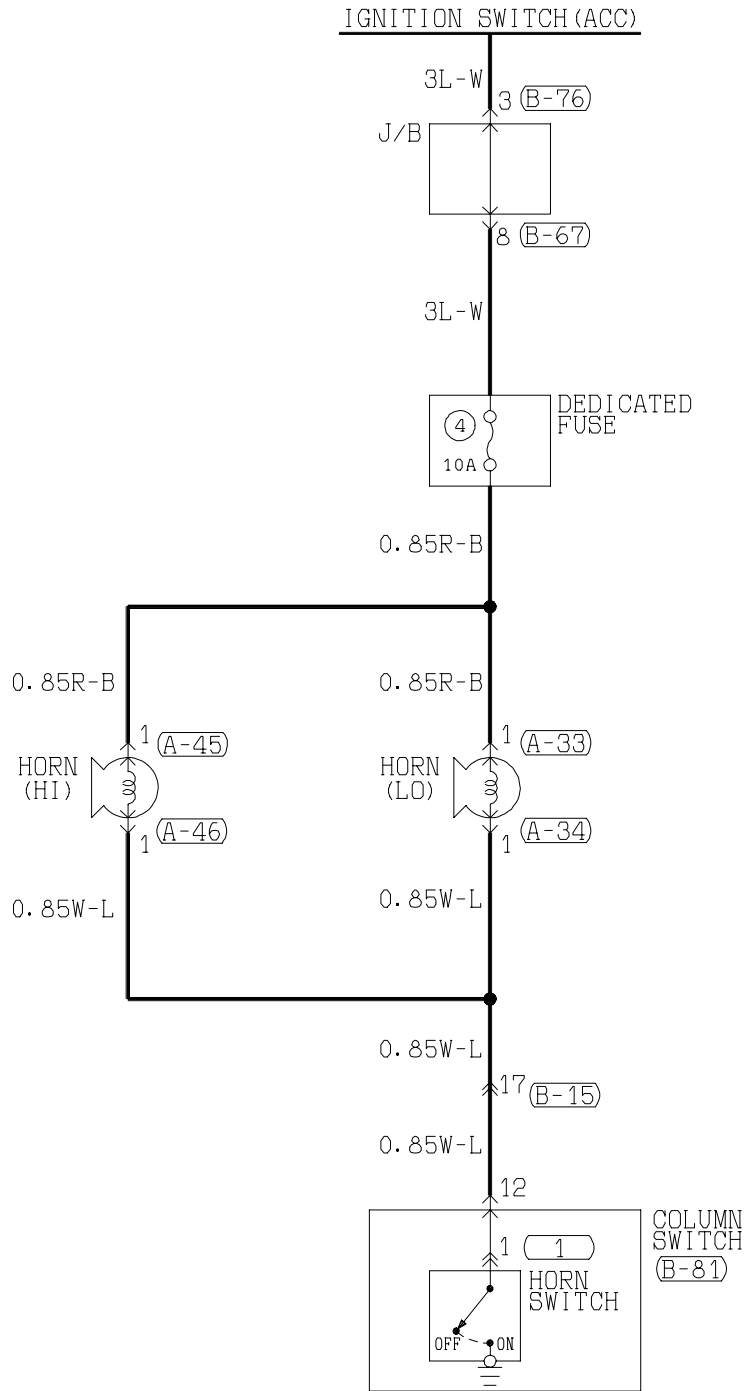 IGNITION SWITCH(ACC)
3L-W
3 B-76
J/B
8 B-67
3L-W
DEDICATED
FUSE
4
10A
0.85R-B
0.85R-B
0.85R-B
1 A-45
1 A-33
HORN
(HI)
HORN
(LO)
1 A-46
1 A-34
0.85W-L
0.85W-L
0.85W-L
17 B-15
0.85W-L
12
COLUMN
SWITCH
B-81
1 1
HORN
SWITCH
OFF ON